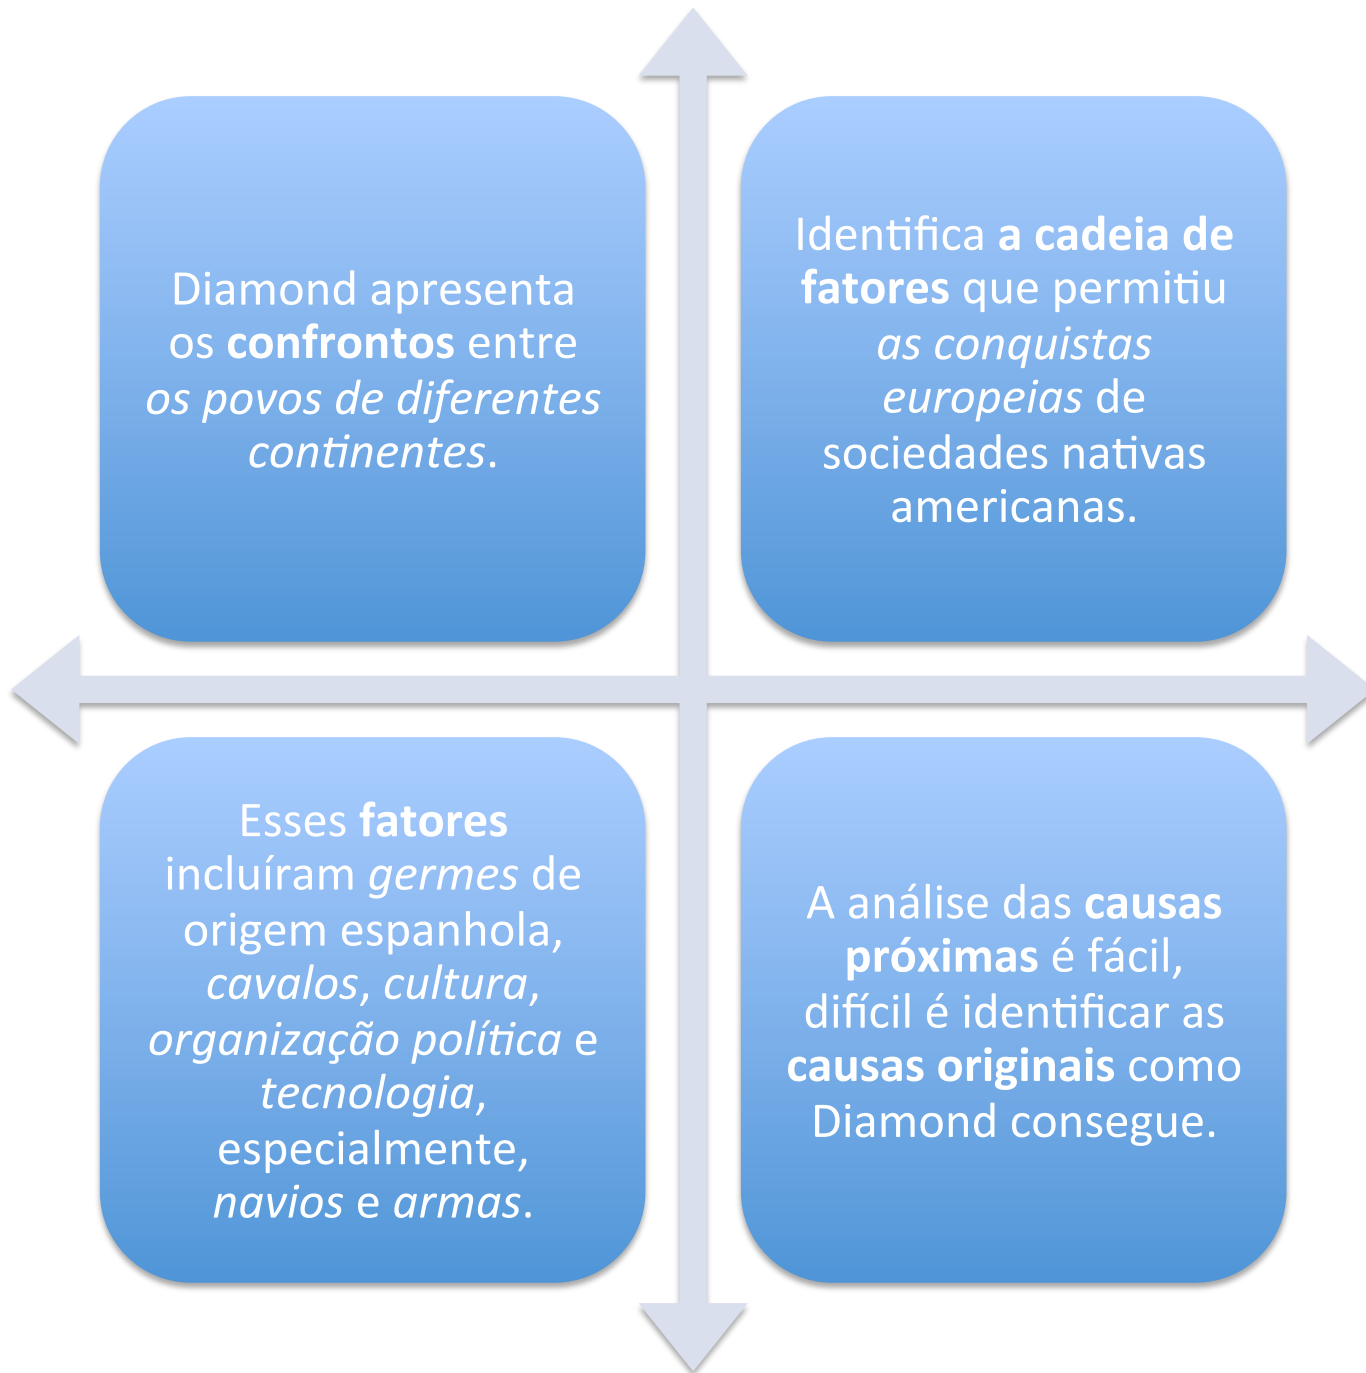 Diamond apresenta
os confrontos entre
os povos de diferentes
continentes.
Identifica a cadeia de
fatores que permitiu
as conquistas
europeias de
sociedades nativas
americanas.
Esses fatores
incluíram germes de
origem espanhola,
cavalos, cultura,
organização política e
tecnologia,
especialmente,
navios e armas.
A análise das causas
próximas é fácil,
difícil é identificar as
causas originais como
Diamond consegue.